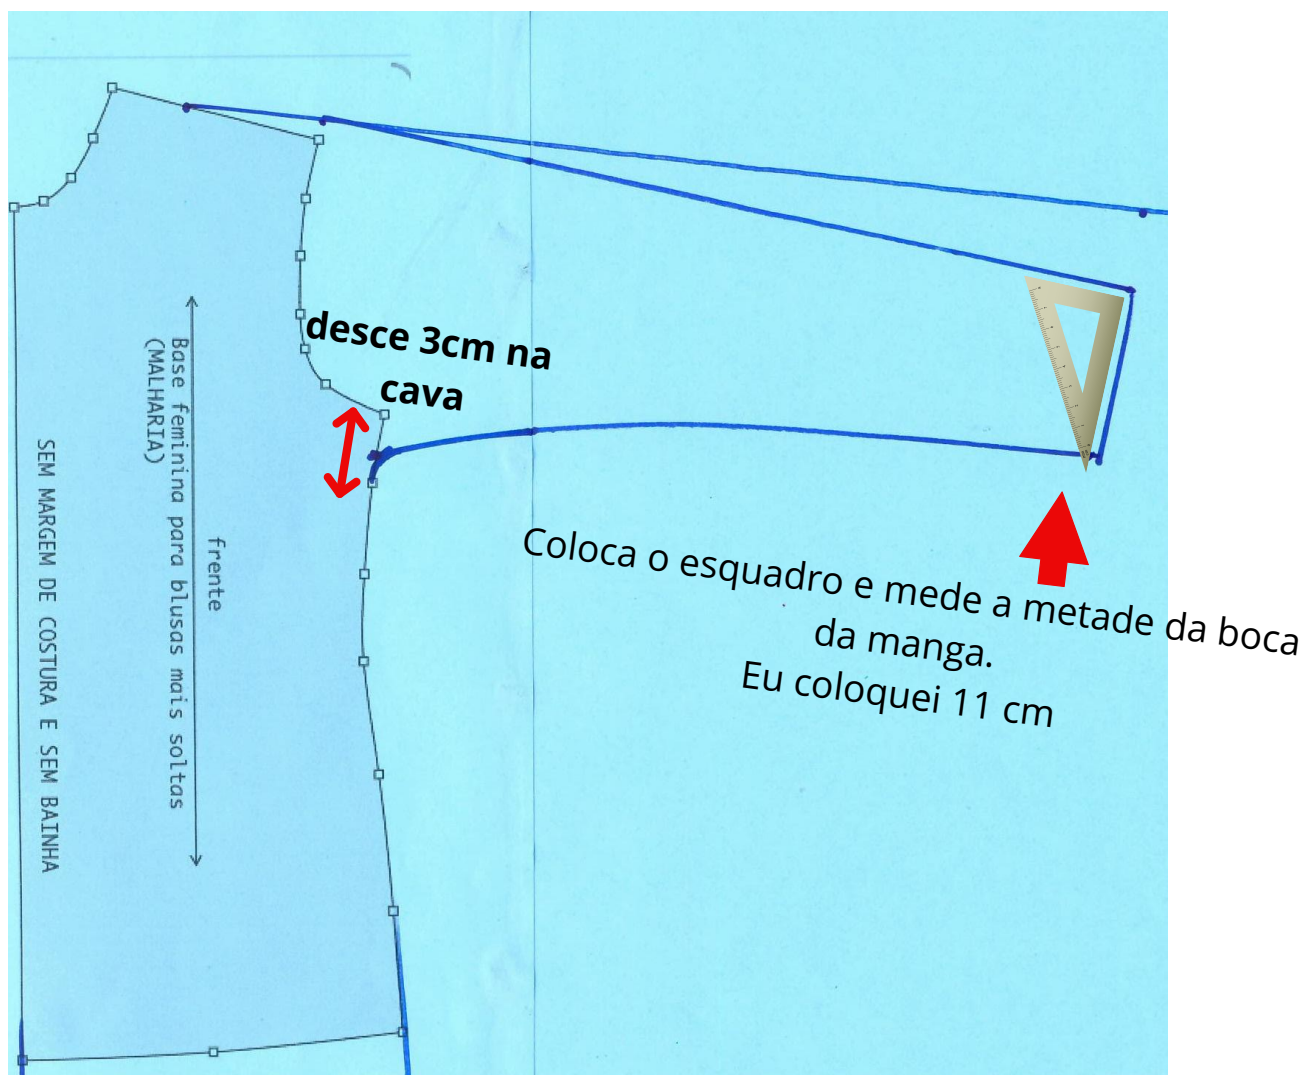 desce 3cm na
cava
Base feminina para blusas mais soltas
(MALHARIA)
frente
SEM MARGEM DE COSTURA E SEM BAINHA
Coloca o esquadro e mede a metade da boca
da manga.
Eu coloquei 11 cm